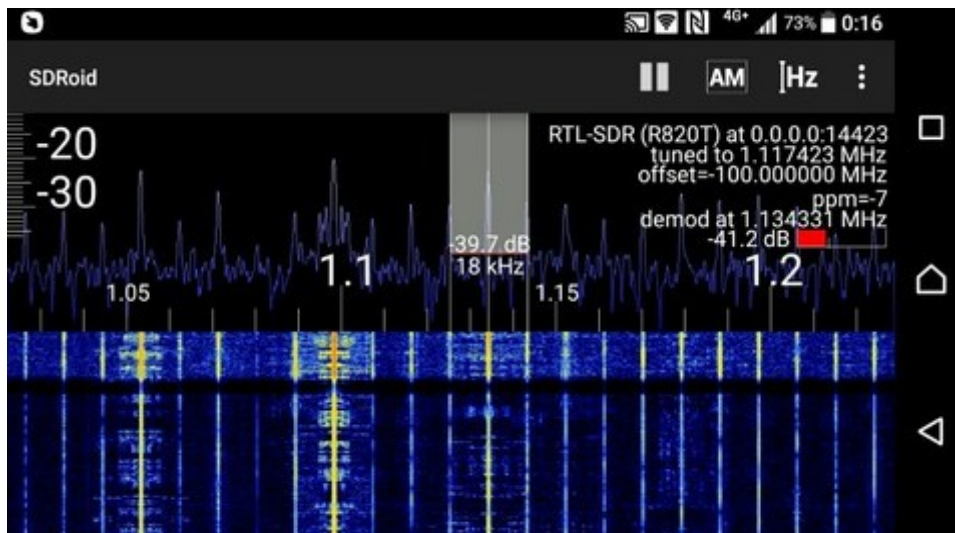 4G+ 73% 0:16
SDRoid
AM Hz
-20
-30
RTL-SDR (R820T) at 0.0.0.0:14423
tuned to 1.117423 MHz
offset=-100.000000 MHz
ppm=-7
demod at 1.134331 MHz
-41.2 dB
-39.7 dB
18 kHz
1.05 1.1 1.15 1.2